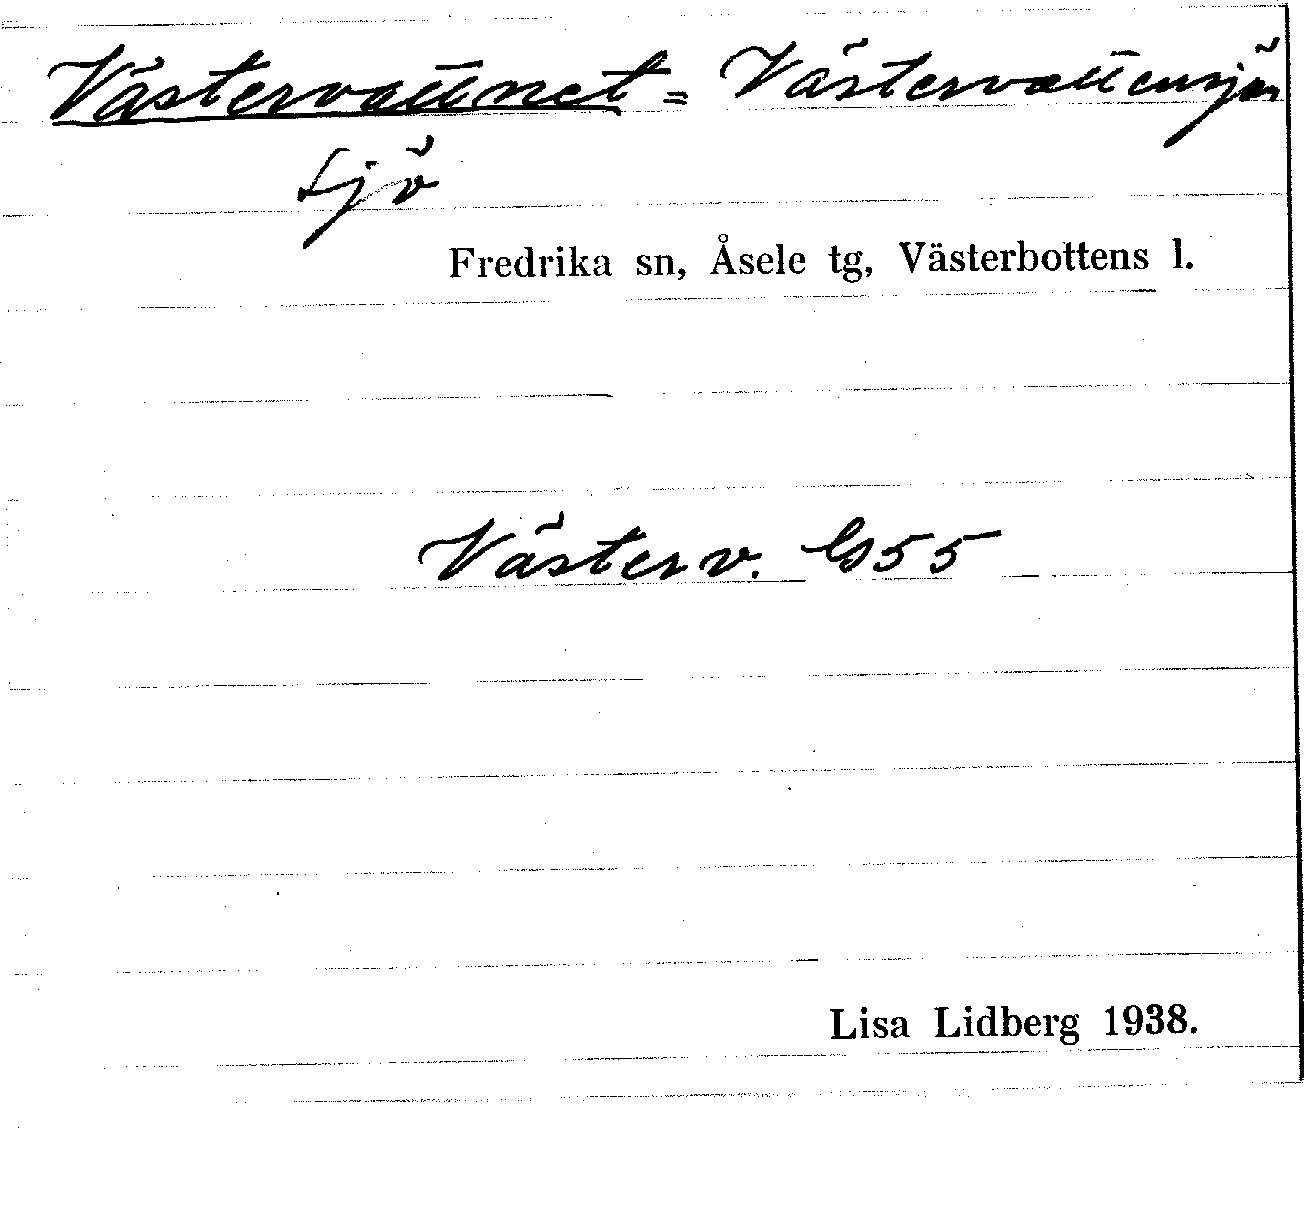 Västervattnet = Västervattensjön
sjö
Fredrika sn, Åsele tg, Västerbottens l.
Västerv. G55
Lisa Lidberg 1938.